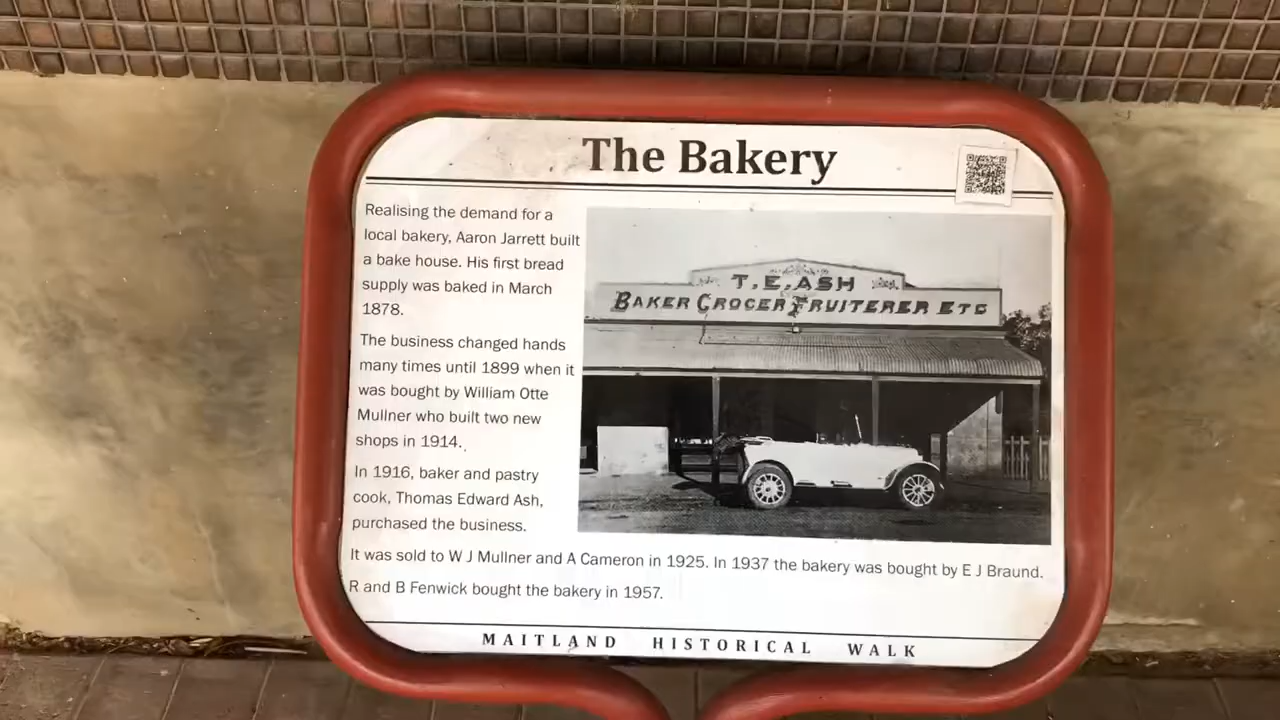 The Bakery
Realising the demand for a
local bakery, Aaron Jarrett built
a bake house. His first bread
supply was baked in March
1878.
The business changed hands
many times until 1899 when it
was bought by William Otte
Mullner who built two new
shops in 1914.
In 1916, baker and pastry
cook, Thomas Edward Ash,
purchased the business.
T.E.ASH
BAKER GROCER FRUITERER ETC
It was sold to W J Mullner and A Cameron in 1925. In 1937 the bakery was bought by E J Braund.
R and B Fenwick bought the bakery in 1957.
MAITLAND HISTORICAL WALK